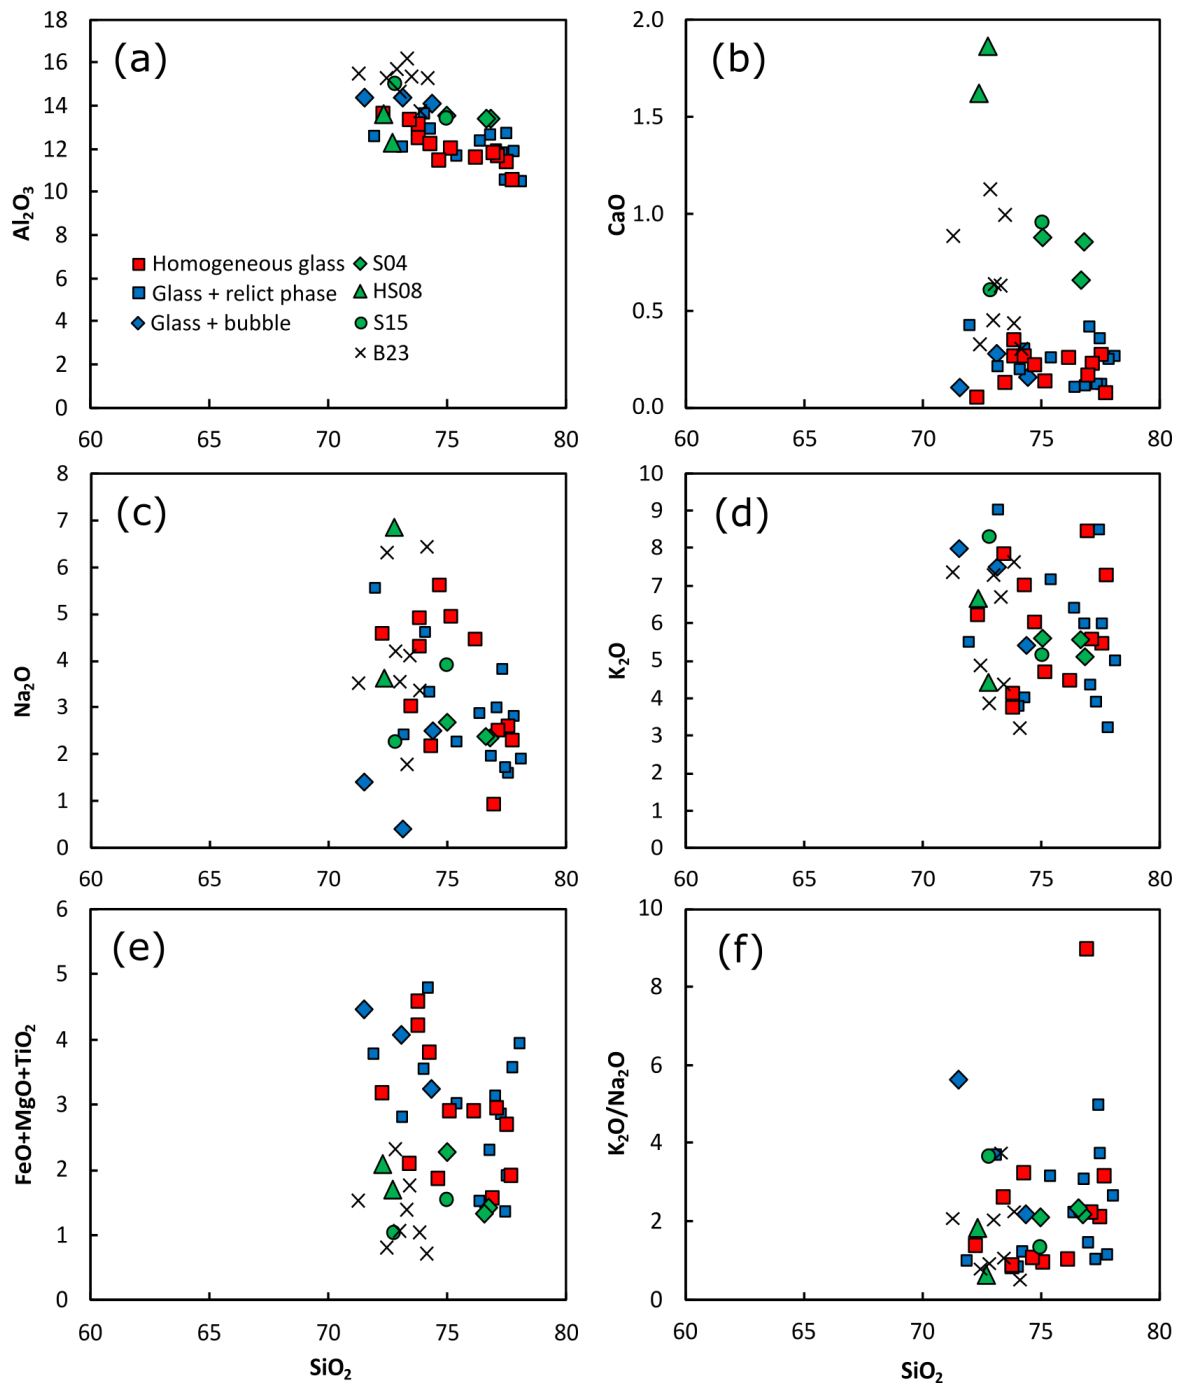 (a)
18
16
14
12
10
8
6
4
2
0
Al₂O₃
Homogeneous glass
Glass + relict phase
Glass + bubble
S04
HS08
S15
B23
60 65 70 75 80
(b)
2.0
1.5
1.0
0.5
0.0
CaO
60 65 70 75 80
(c)
8
7
6
5
4
3
2
1
0
Na₂O
60 65 70 75 80
(d)
10
9
8
7
6
5
4
3
2
1
0
K₂O
60 65 70 75 80
(e)
6
5
4
3
2
1
0
FeO+MgO+TiO₂
60 65 70 75 80
SiO₂
(f)
10
8
6
4
2
0
K₂O/Na₂O
60 65 70 75 80
SiO₂